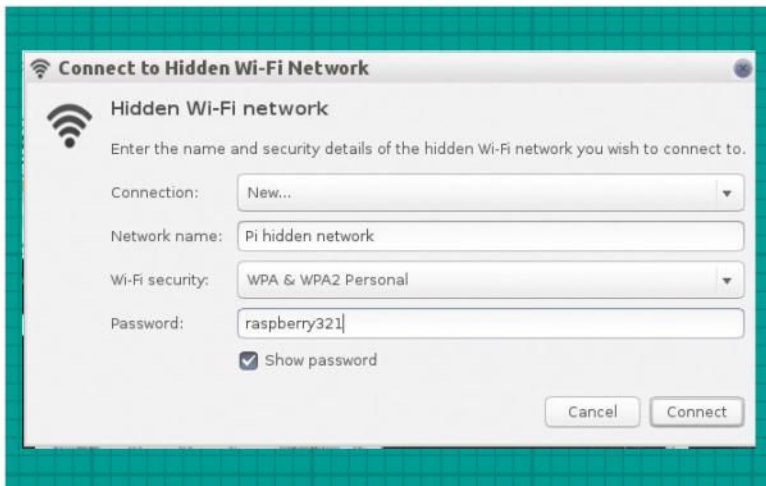 Connect to Hidden Wi-Fi Network
Hidden Wi-Fi network
Enter the name and security details of the hidden Wi-Fi network you wish to connect to.
Connection: New...
Network name: Pi hidden network
Wi-Fi security: WPA & WPA2 Personal
Password: raspberry321
Show password
Cancel Connect